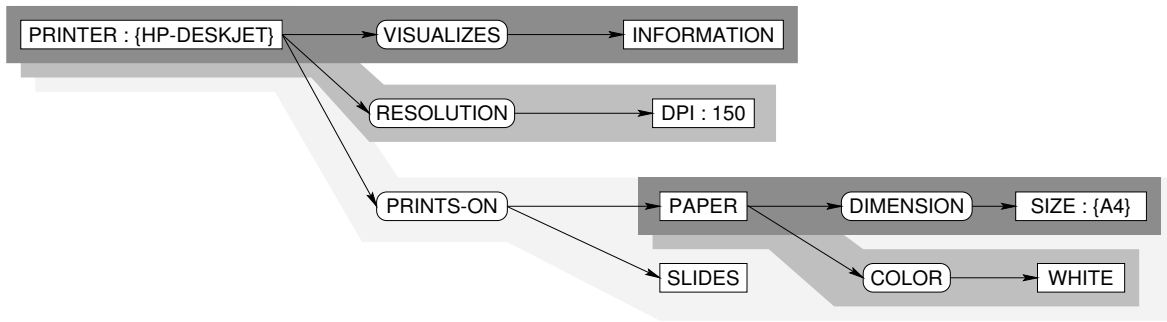 PRINTER : {HP-DESKJET} VISUALIZES INFORMATION
RESOLUTION DPI : 150
PRINTS-ON PAPER DIMENSION SIZE : {A4}
SLIDES COLOR WHITE